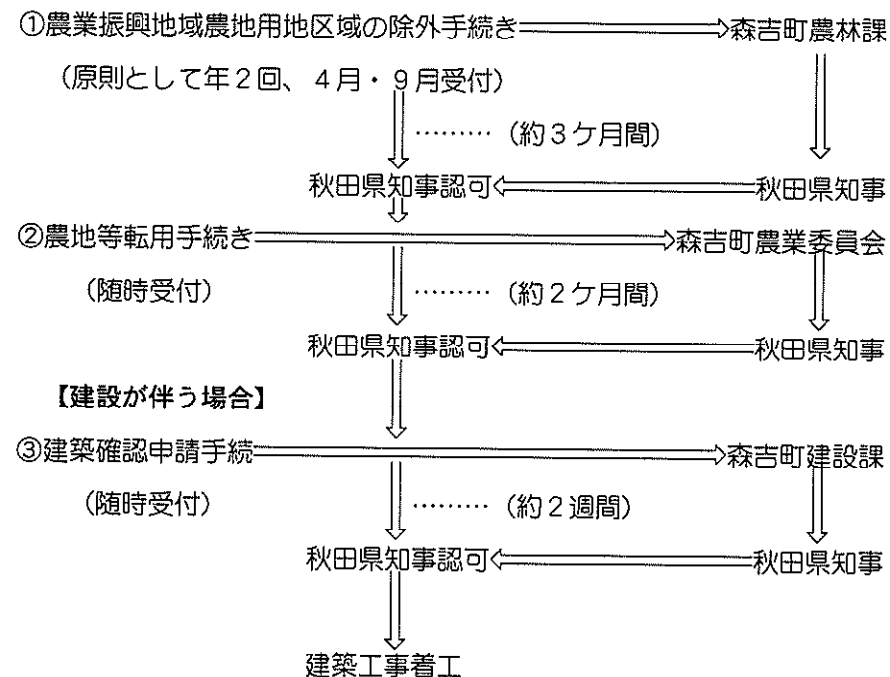 ①農業振興地域農地用地区域の除外手続き 森吉町農林課
(原則として年2回、4月・9月受付)
………(約3ケ月間)
秋田県知事認可 秋田県知事
②農地等転用手続き 森吉町農業委員会
(随時受付) ………(約2ケ月間)
秋田県知事認可 秋田県知事
【建設が伴う場合】
③建築確認申請手続 森吉町建設課
(随時受付) ………(約2週間)
秋田県知事認可 秋田県知事
建築工事着工